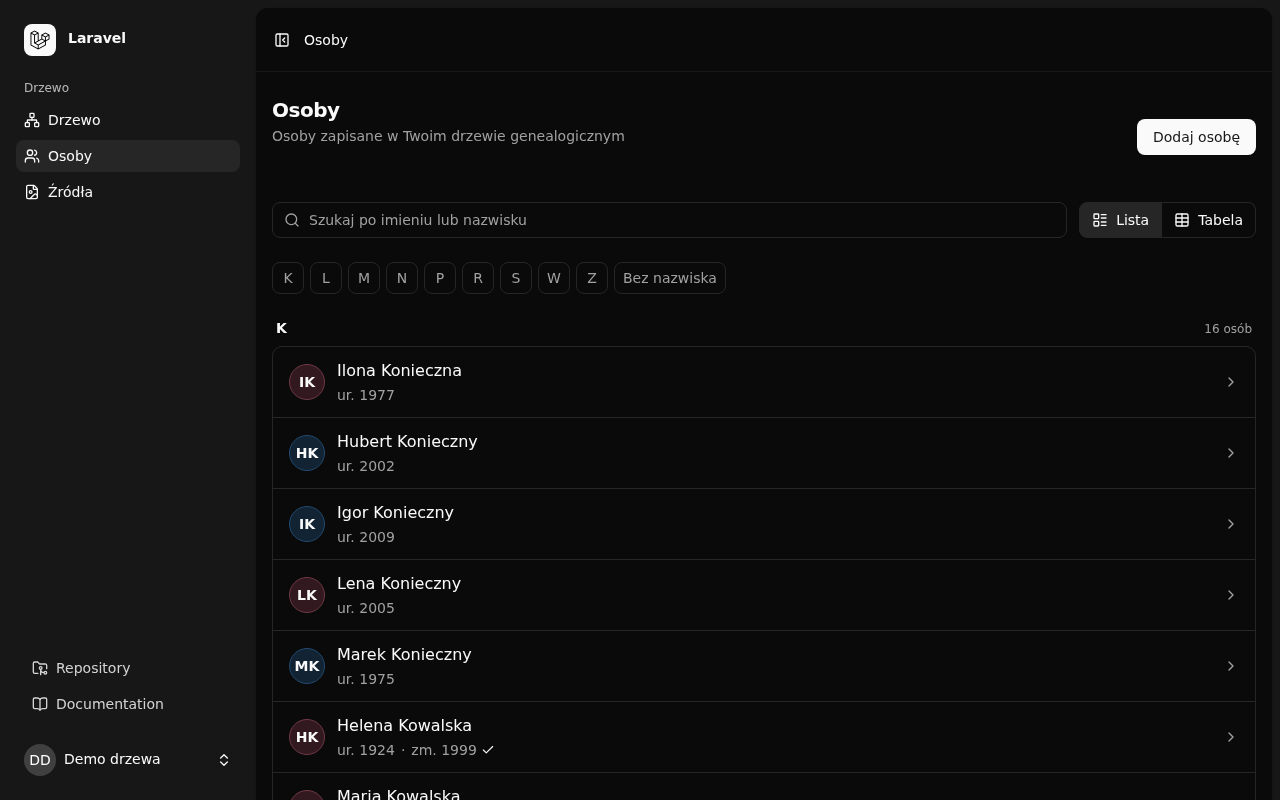 Laravel
Drzewo
Drzewo
Osoby
Źródła
Repository
Documentation
DD Demo drzewa
Osoby
Osoby
Osoby zapisane w Twoim drzewie genealogicznym
Dodaj osobę
Szukaj po imieniu lub nazwisku
Lista Tabela
K L M N P R S W Z Bez nazwiska
K 16 osób
IK Ilona Konieczna
ur. 1977
HK Hubert Konieczny
ur. 2002
IK Igor Konieczny
ur. 2009
LK Lena Konieczny
ur. 2005
MK Marek Konieczny
ur. 1975
HK Helena Kowalska
ur. 1924 · zm. 1999
Maria Kowalska